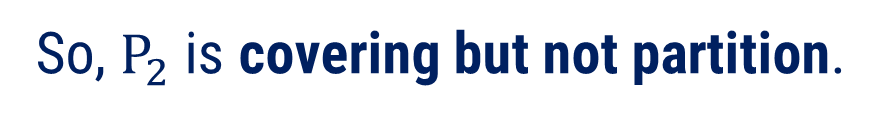 So, P₂ is covering but not partition.